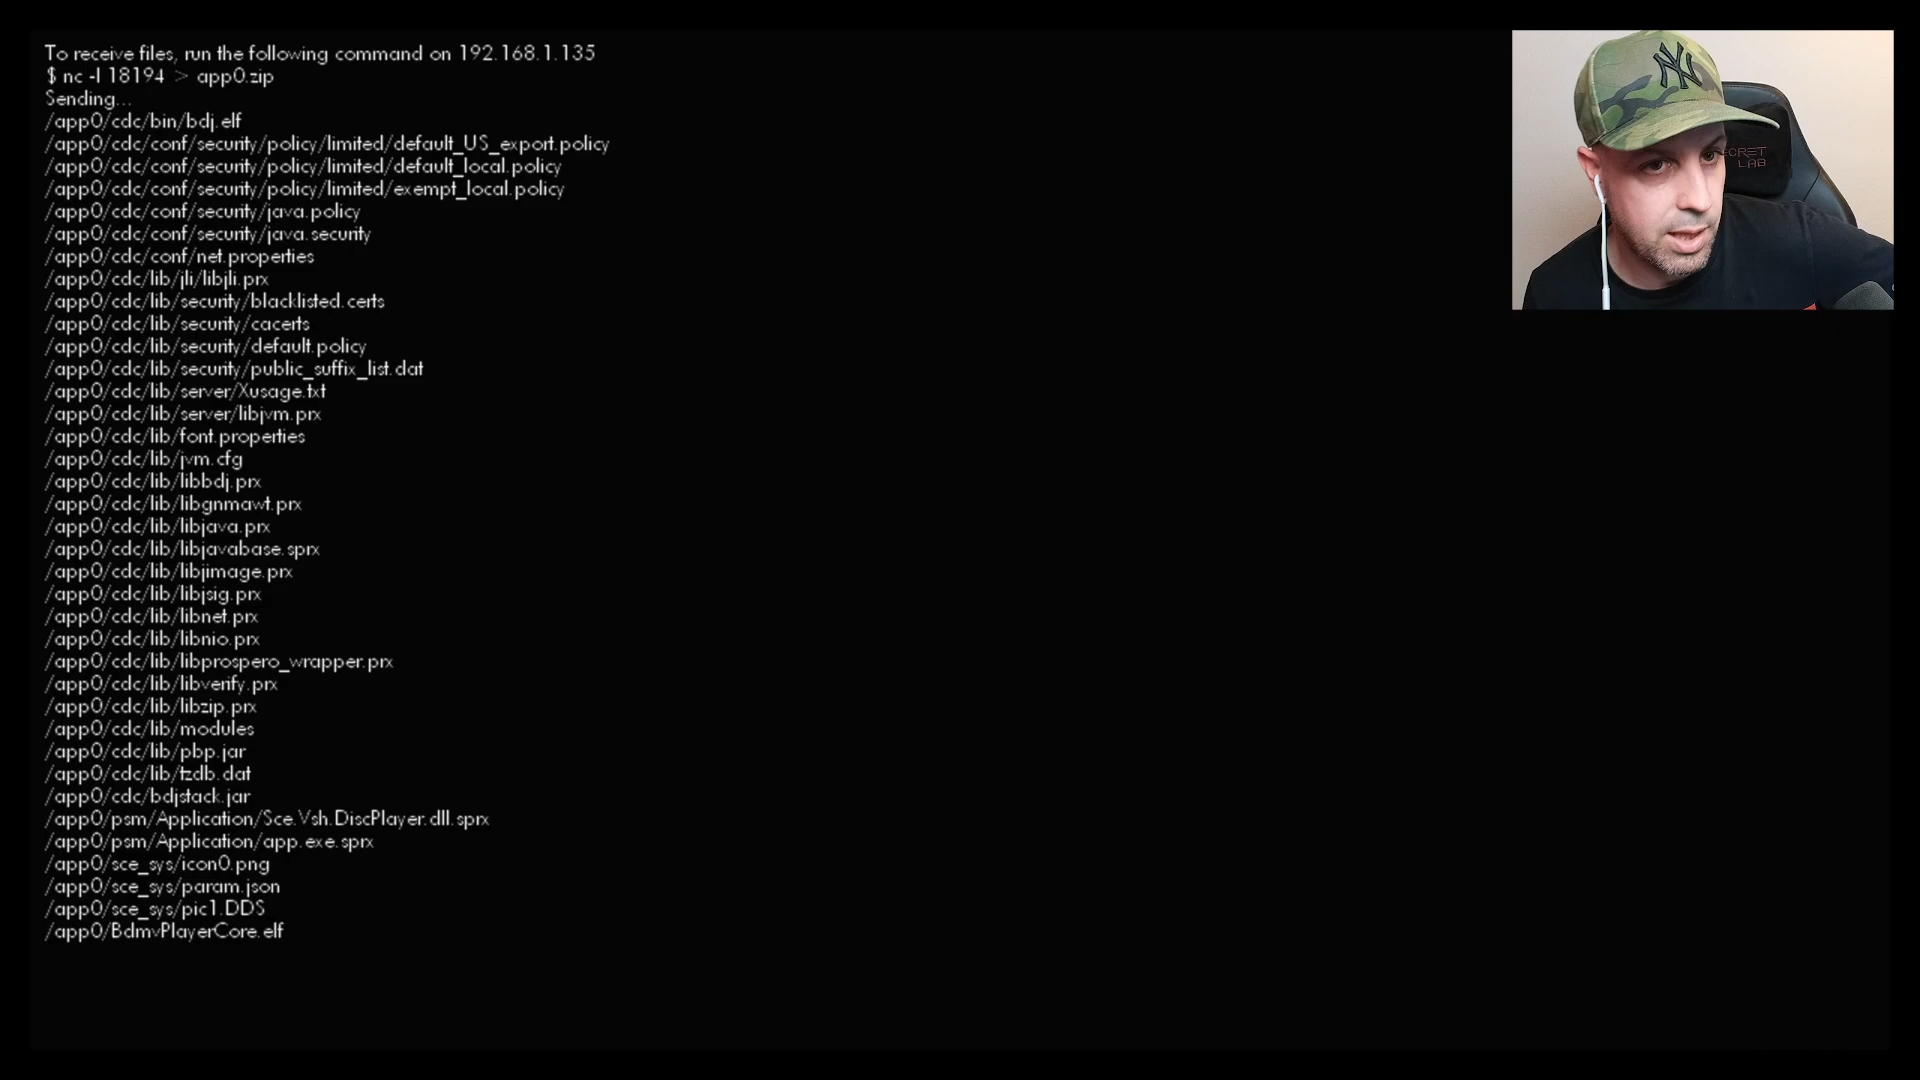 To receive files, run the following command on 192.168.1.135
$ nc -l 18194 > app0.zip
Sending...
/app0/cdc/bin/bdj.elf
/app0/cdc/conf/security/policy/limited/default_US_export.policy
/app0/cdc/conf/security/policy/limited/default_local.policy
/app0/cdc/conf/security/policy/limited/exempt_local.policy
/app0/cdc/conf/security/java.policy
/app0/cdc/conf/security/java.security
/app0/cdc/conf/net.properties
/app0/cdc/lib/jli/libjli.prx
/app0/cdc/lib/security/blacklisted.certs
/app0/cdc/lib/security/cacerts
/app0/cdc/lib/security/default.policy
/app0/cdc/lib/security/public_suffix_list.dat
/app0/cdc/lib/server/Xusage.txt
/app0/cdc/lib/server/libjvm.prx
/app0/cdc/lib/font.properties
/app0/cdc/lib/jvm.cfg
/app0/cdc/lib/libbdj.prx
/app0/cdc/lib/libgnmawt.prx
/app0/cdc/lib/libjava.prx
/app0/cdc/lib/libjavabase.sprx
/app0/cdc/lib/libjimage.prx
/app0/cdc/lib/libjsig.prx
/app0/cdc/lib/libnet.prx
/app0/cdc/lib/libnio.prx
/app0/cdc/lib/libprospero_wrapper.prx
/app0/cdc/lib/libverify.prx
/app0/cdc/lib/libzip.prx
/app0/cdc/lib/modules
/app0/cdc/lib/pbp.jar
/app0/cdc/lib/tzdb.dat
/app0/cdc/bdjstack.jar
/app0/psm/Application/Sce.Vsh.DiscPlayer.dll.sprx
/app0/psm/Application/app.exe.sprx
/app0/sce_sys/icon0.png
/app0/sce_sys/param.json
/app0/sce_sys/pic1.DDS
/app0/BdmvPlayerCore.elf
NY
CRET
LAB